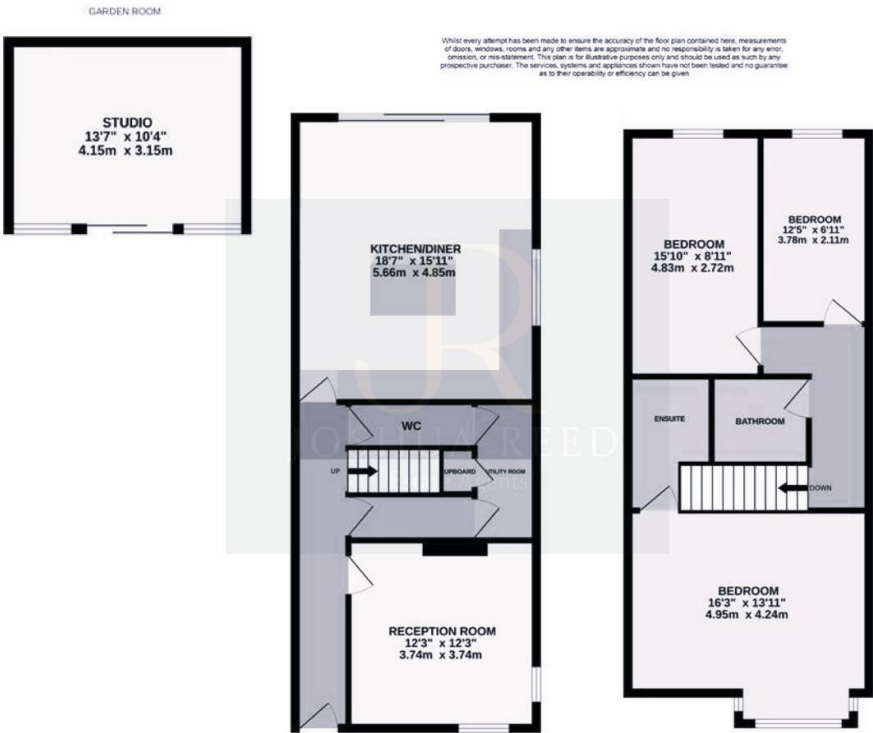 GARDEN ROOM
Whilst every attempt has been made to ensure the accuracy of the floor plan contained here, measurements
of doors, windows, rooms and any other items are approximate and no responsibility is taken for any error,
omission, or mis-statement. This plan is for illustrative purposes only and should be used as such by any
prospective purchaser. The services, systems and appliances shown have not been tested and no guarantee
as to their operability or efficiency can be given
STUDIO
13'7" x 10'4"
4.15m x 3.15m
KITCHEN/DINER
18'7" x 15'11"
5.66m x 4.85m
BEDROOM
15'10" x 8'11"
4.83m x 2.72m
BEDROOM
12'5" x 6'11"
3.78m x 2.11m
JR
JOSHUA REED
Estate Agents
WC
UP
UPBOARD
UTILITY ROOM
ENSUITE
BATHROOM
DOWN
RECEPTION ROOM
12'3" x 12'3"
3.74m x 3.74m
BEDROOM
16'3" x 13'11"
4.95m x 4.24m